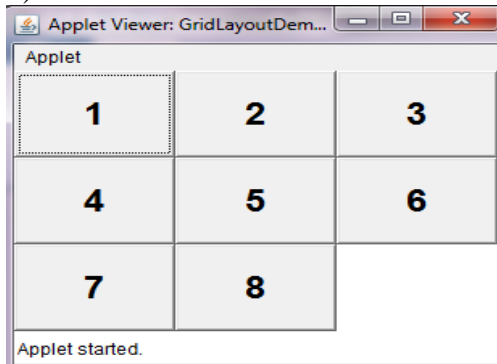 Applet Viewer: GridLayoutDem...
Applet
1 2 3
4 5 6
7 8
Applet started.